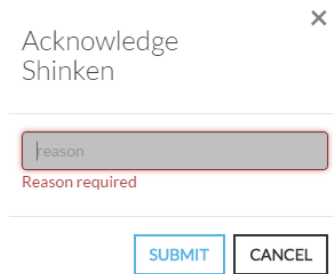 ×
Acknowledge
Shinken
reason
Reason required
SUBMIT CANCEL